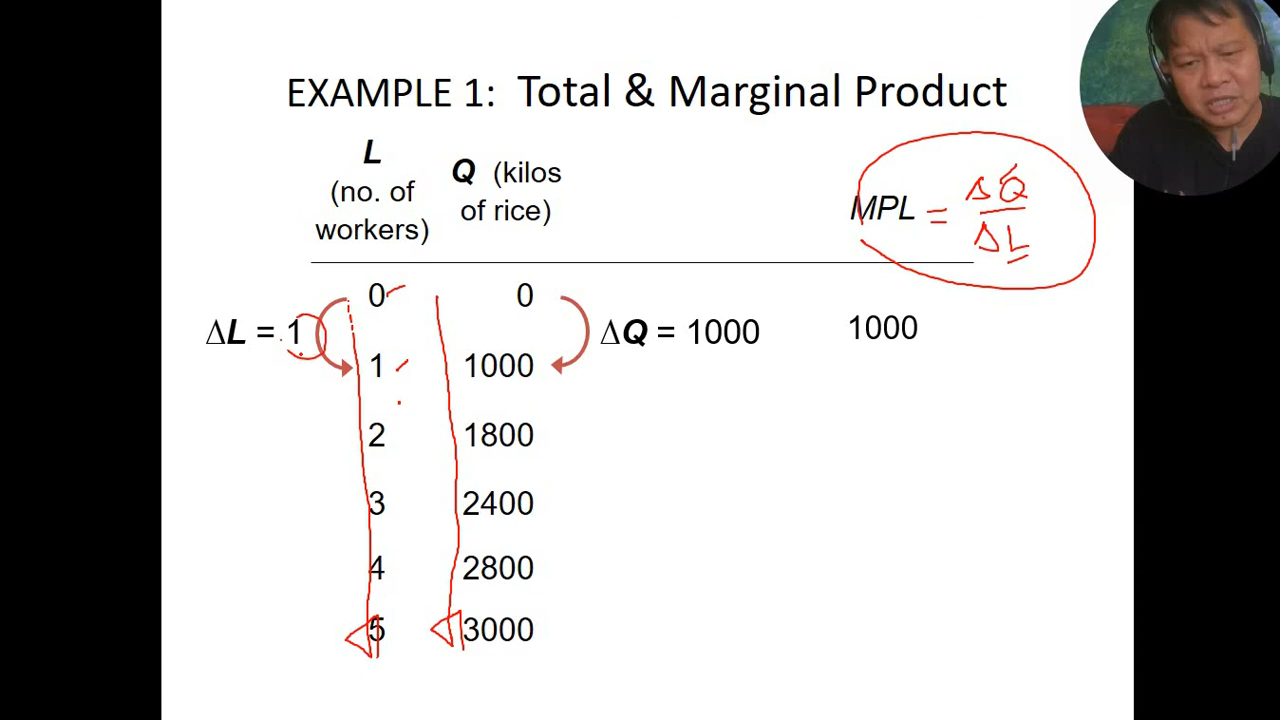 EXAMPLE 1: Total & Marginal Product
L
(no. of
workers)
Q (kilos
of rice)
MPL = ΔQ
ΔL
0 0
ΔL = 1 ΔQ = 1000 1000
1 1000
2 1800
3 2400
4 2800
5 3000